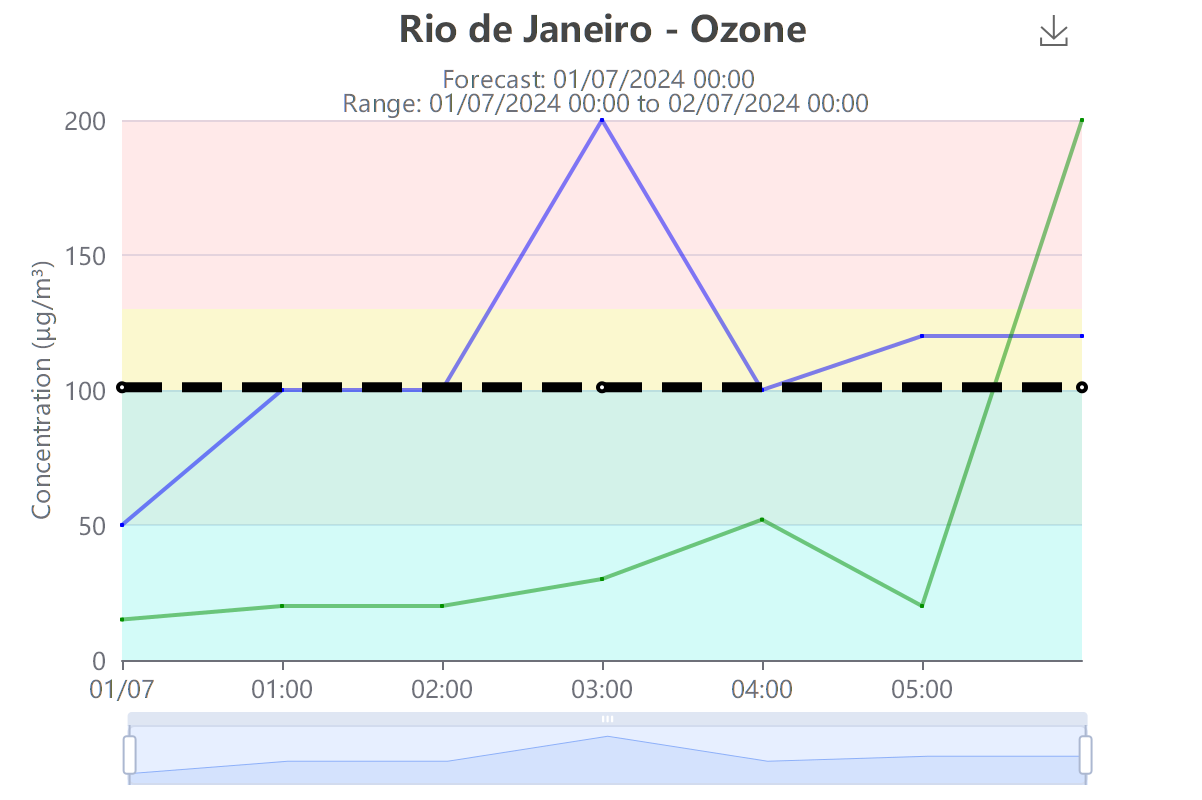 Rio de Janeiro - Ozone
Forecast: 01/07/2024 00:00
Range: 01/07/2024 00:00 to 02/07/2024 00:00
Concentration (µg/m³)
200
150
100
50
0
01/07 01:00 02:00 03:00 04:00 05:00